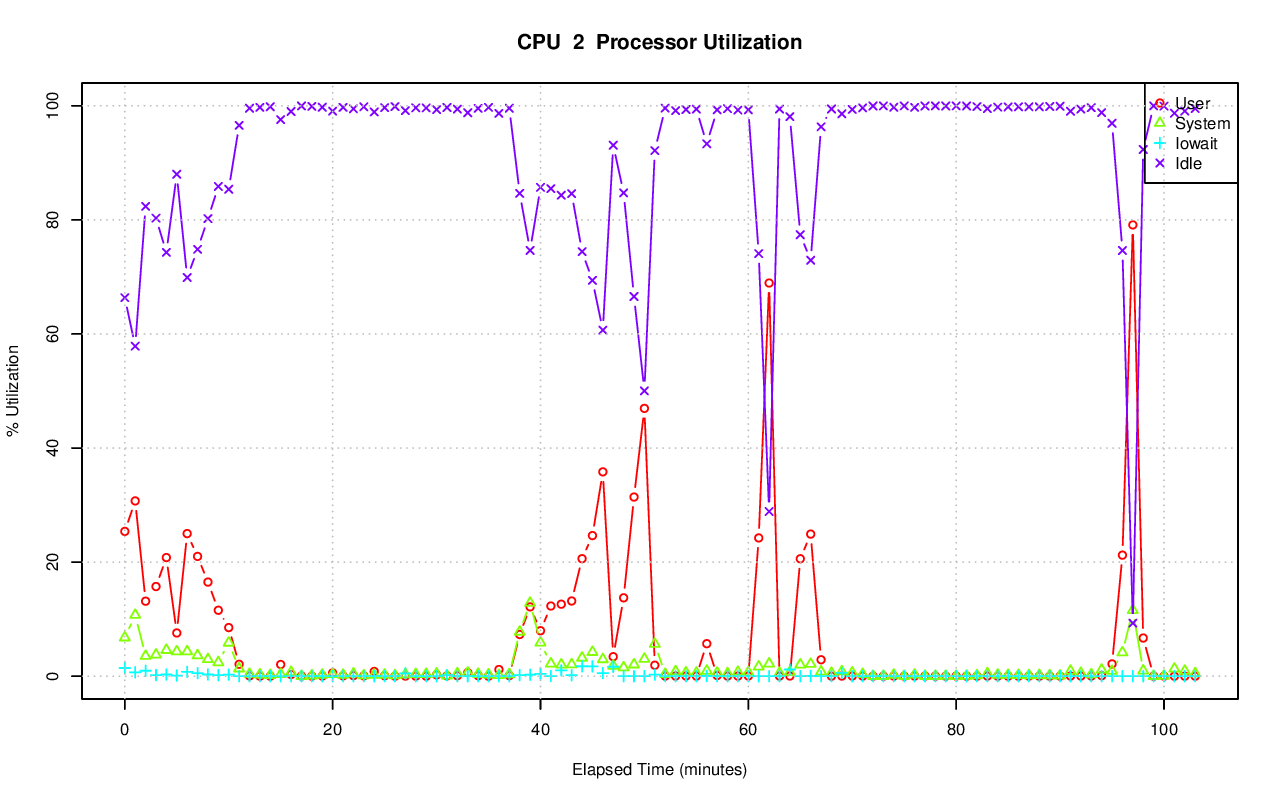 CPU  2  Processor Utilization
100
80
60
40
20
0
% Utilization
User
System
Iowait
Idle
0 20 40 60 80 100
Elapsed Time (minutes)